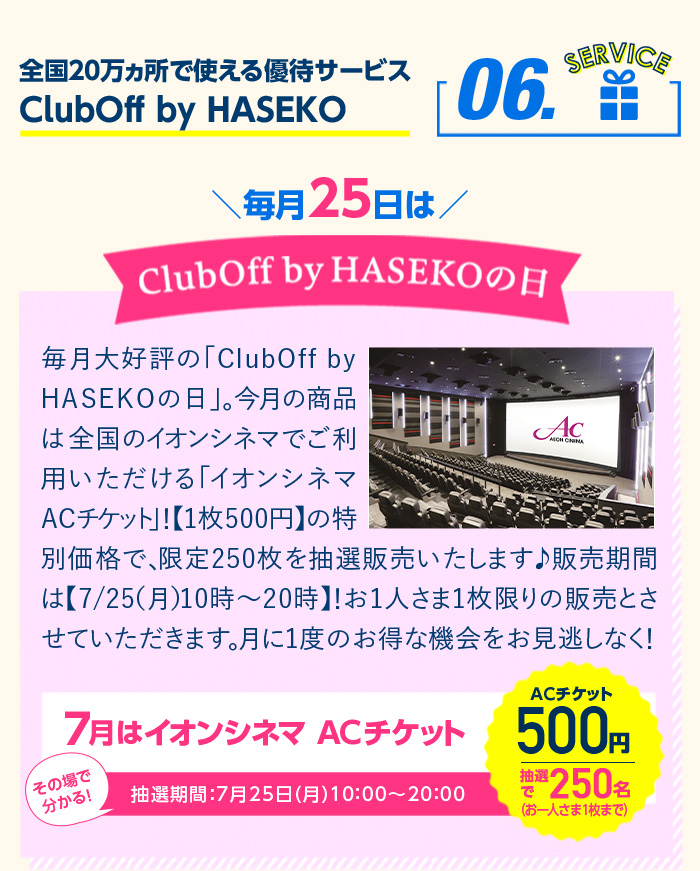 全国20万ヵ所で使える優待サービス
ClubOff by HASEKO
06.
SERVICE
毎月25日は
ClubOff by HASEKOの日
毎月大好評の「ClubOff by
HASEKOの日」。今月の商品
は全国のイオンシネマでご利
用いただける「イオンシネマ
ACチケット」!【1枚500円】の特
別価格で、限定250枚を抽選販売いたします♪販売期間
は【7/25(月)10時～20時】!お1人さま1枚限りの販売とさ
せていただきます。月に1度のお得な機会をお見逃しなく!
AC
AEON CINEMA
7月はイオンシネマ ACチケット
ACチケット
500円
抽選で250名
(お一人さま1枚まで)
その場で
分かる!
抽選期間:7月25日(月)10:00～20:00